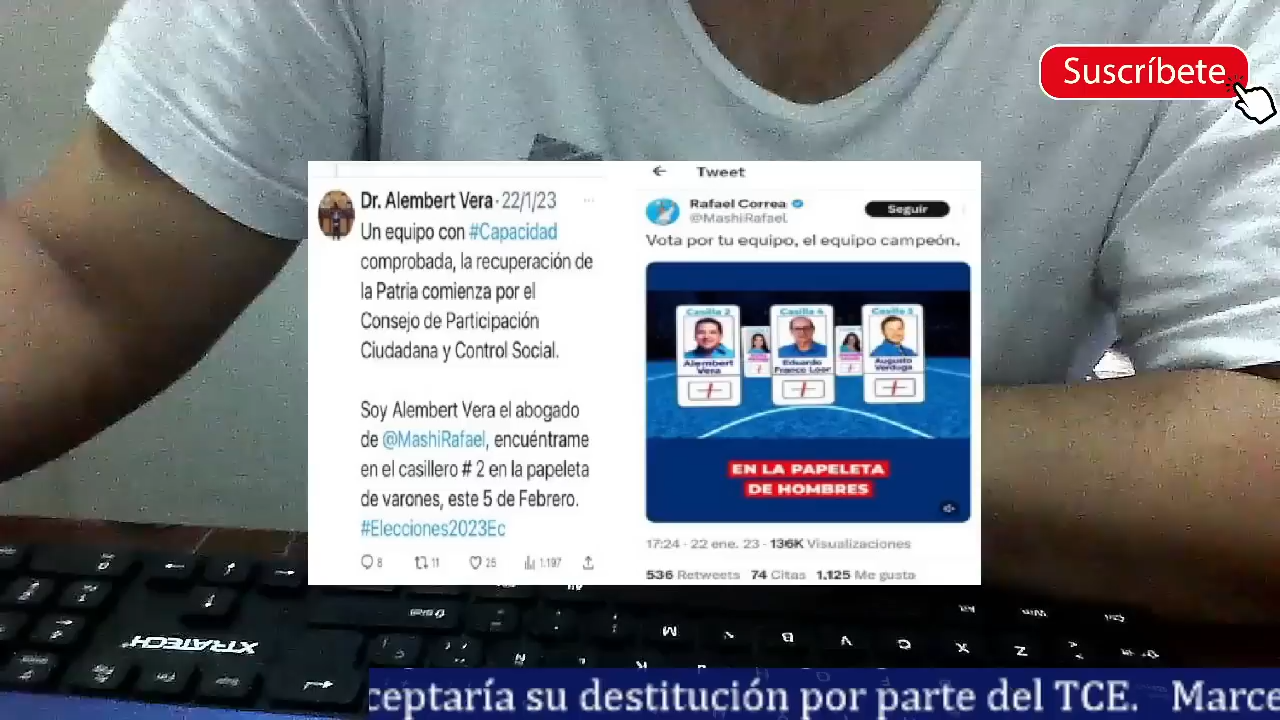 Suscríbete
Dr. Alembert Vera · 22/1/23
Un equipo con #Capacidad
comprobada, la recuperación de
la Patria comienza por el
Consejo de Participación
Ciudadana y Control Social.
Soy Alembert Vera el abogado
de @MashiRafael, encuéntrame
en el casillero # 2 en la papeleta
de varones, este 5 de Febrero.
#Elecciones2023Ec
8 11 25 1.197
Tweet
Rafael Correa
@MashiRafael
Seguir
Vota por tu equipo, el equipo campeón.
Casilla 2
Alembert
Vera
Casilla 4
Eduardo
Franco Loor
Augusto
Verduga
EN LA PAPELETA
DE HOMBRES
17:24 · 22 ene. 23 · 136K Visualizaciones
536 Retweets 74 Citas 1.125 Me gusta
XTRATECH
M B V C X Z
ceptaría su destitución por parte del TCE. Marce